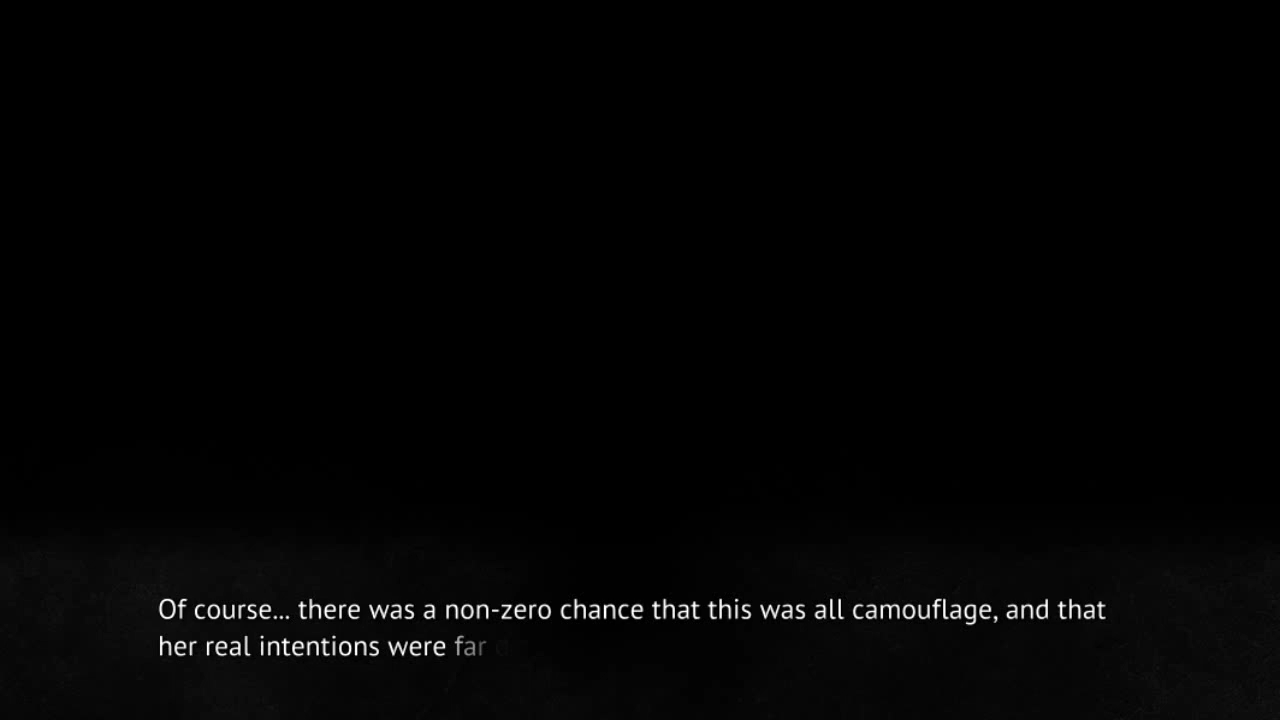 Of course... there was a non-zero chance that this was all camouflage, and that
her real intentions were far